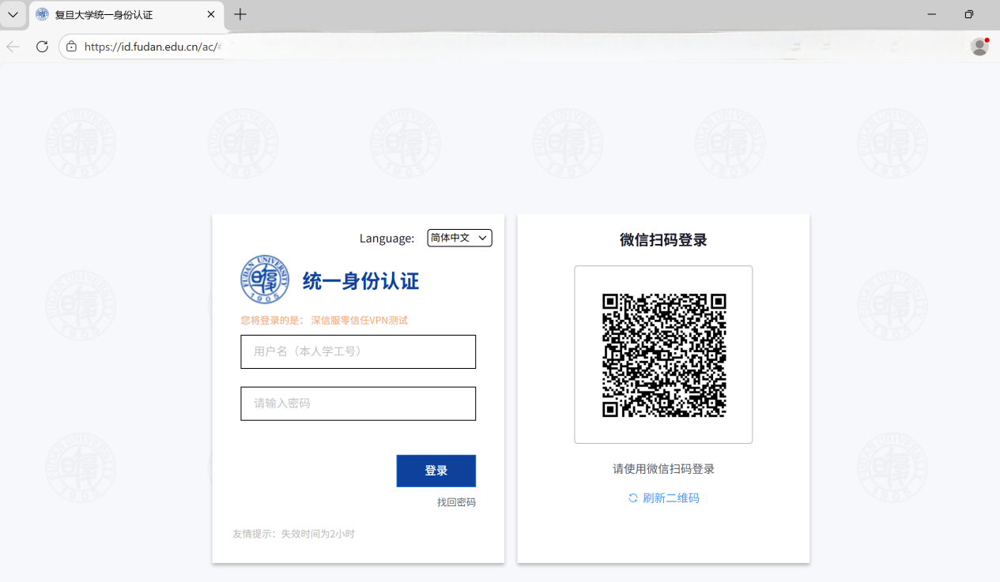 复旦大学统一身份认证
https://id.fudan.edu.cn/ac/
Language: 简体中文
FUDAN UNIVERSITY
1905
统一身份认证
您将登录的是： 深信服零信任VPN测试
用户名（本人学工号）
请输入密码
登录
找回密码
友情提示：失效时间为2小时
微信扫码登录
请使用微信扫码登录
刷新二维码